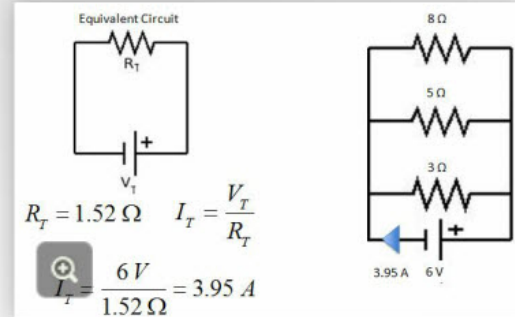 Equivalent Circuit
R_T
+
V_T
R_T = 1.52 Ω
I_T = V_T / R_T
I_T = 6 V / 1.52 Ω = 3.95 A
8 Ω
5 Ω
3 Ω
+
3.95 A
6 V